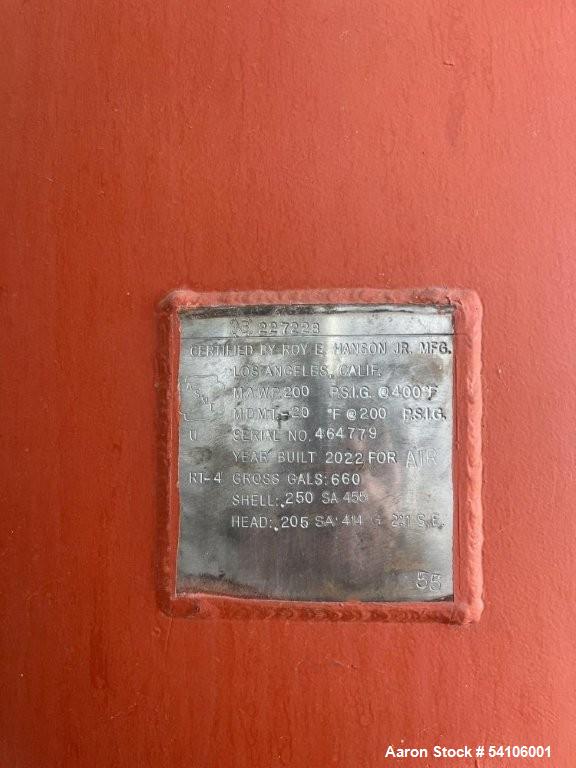 227228
CERTIFIED BY ROY E. HANSON JR. MFG.
LOS ANGELES, CALIF.
M.A.W.P. 200 P.S.I.G. @ 400°F
M.D.M.T. -20 °F @ 200 P.S.I.G.
U SERIAL NO. 464779
YEAR BUILT 2022 FOR AIR
RT-4 GROSS GALS: 660
SHELL: .250 SA 455
HEAD: .205 SA 414 G 2:1 S.E.
55
Aaron Stock # 54106001